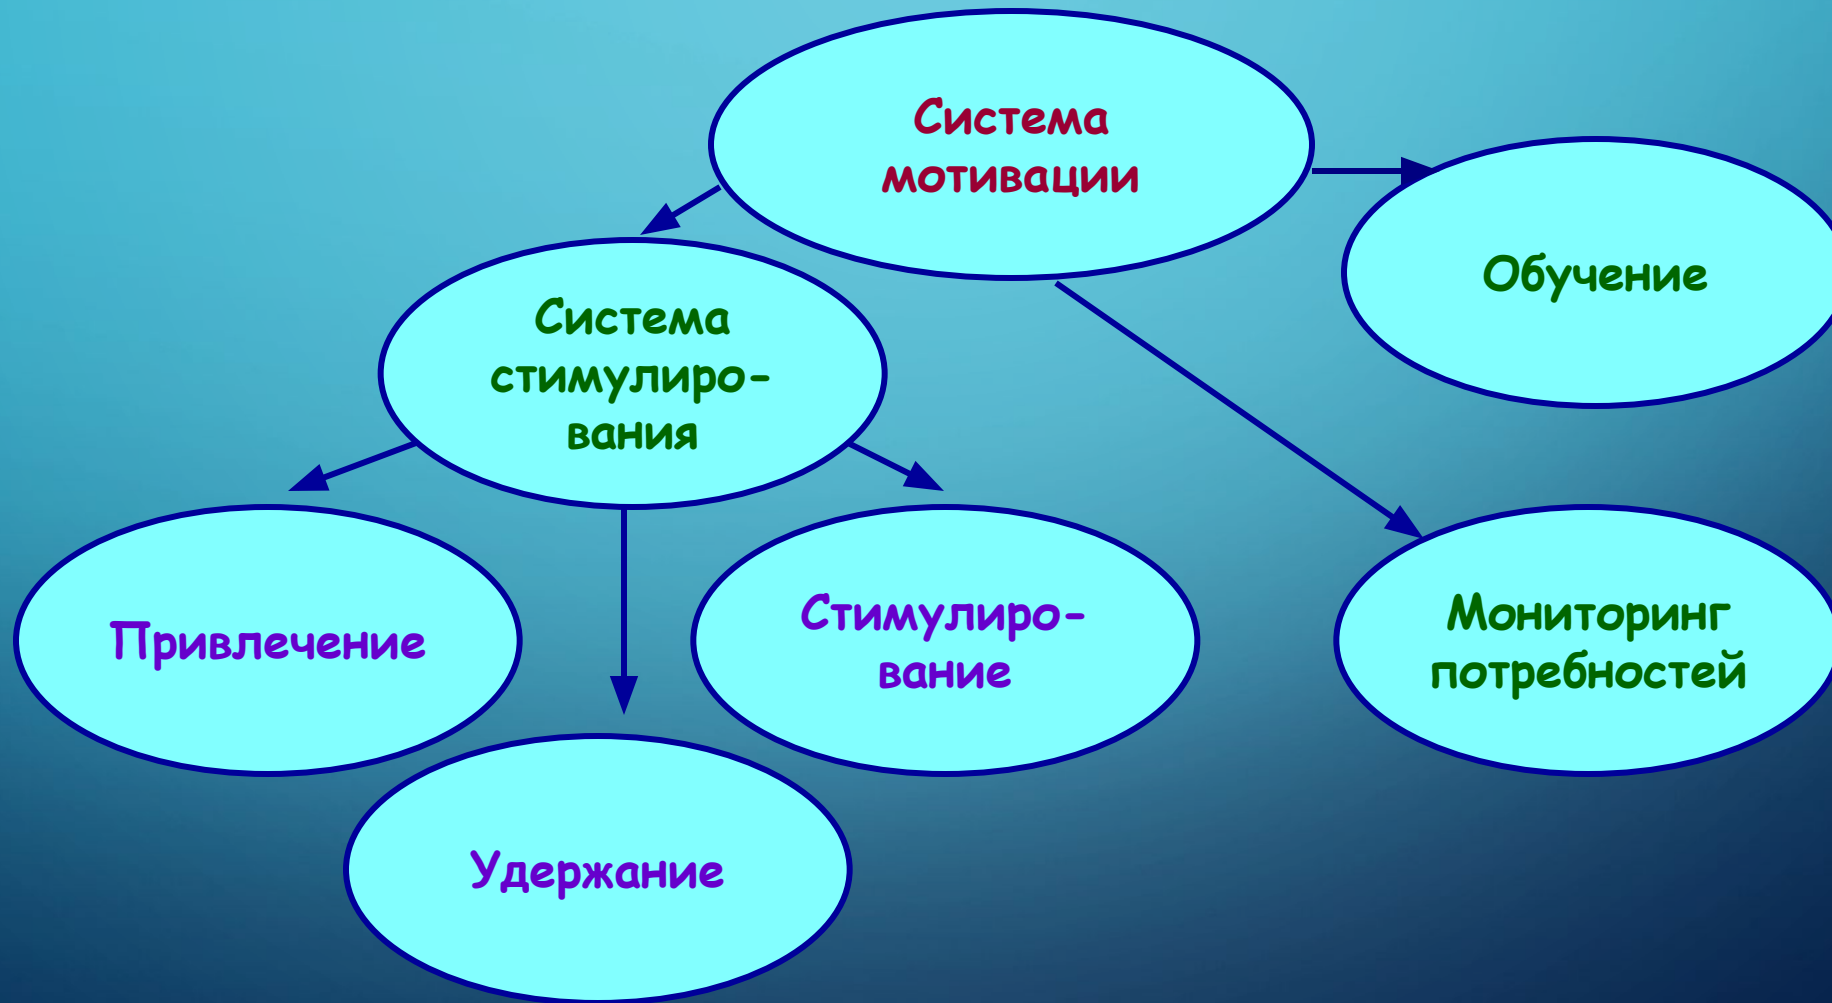 Система
мотивации
Обучение
Система
стимулиро-
вания
Привлечение
Стимулиро-
вание
Мониторинг
потребностей
Удержание